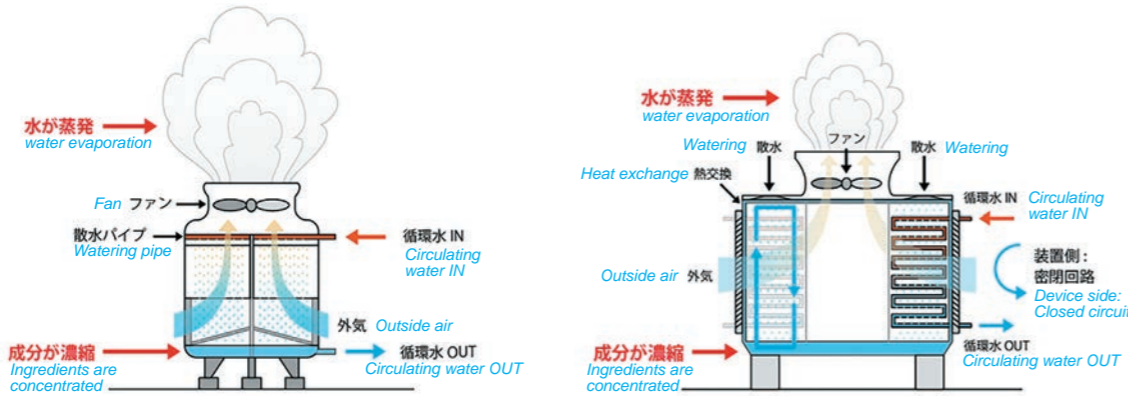 水が蒸発
water evaporation
Fan ファン
散水パイプ
Watering pipe
循環水 IN
Circulating
water IN
外気 Outside air
成分が濃縮
Ingredients are
concentrated
循環水 OUT
Circulating water OUT
水が蒸発
water evaporation
ファン
Watering 散水
散水 Watering
Heat exchange 熱交換
循環水 IN
Circulating
water IN
Outside air 外気
装置側：
密閉回路
Device side:
Closed circuit
成分が濃縮
Ingredients are
concentrated
循環水 OUT
Circulating water OUT